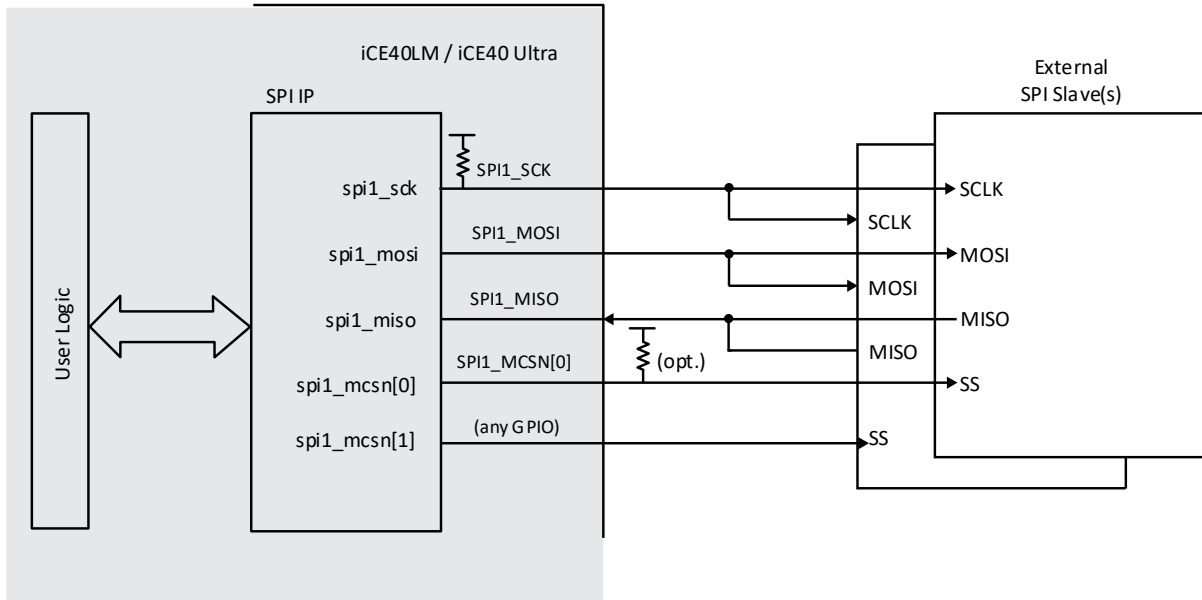 iCE40LM / iCE40 Ultra
External
SPI Slave(s)
SPI IP
User Logic
spi1_sck
SPI1_SCK
SCLK
SCLK
spi1_mosi
SPI1_MOSI
MOSI
MOSI
spi1_miso
SPI1_MISO
MISO
MISO
(opt.)
spi1_mcsn[0]
SPI1_MCSN[0]
SS
spi1_mcsn[1]
(any GPIO)
SS